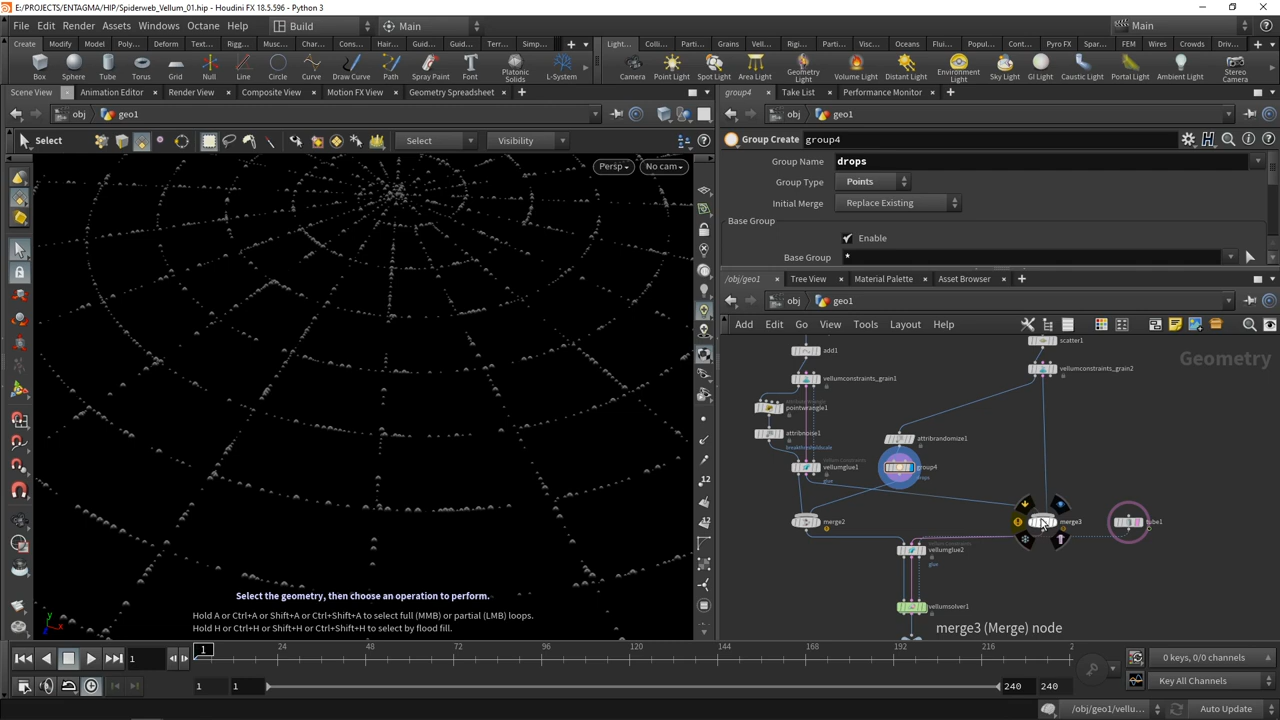 E:/PROJECTS/ENTAGMA/HIP/Spiderweb_Vellum_01.hip - Houdini FX 18.5.596 - Python 3
File Edit Render Assets Windows Octane Help Build Main Main
Create Modify Model Poly... Deform Text... Rigg... Musc... Char... Cons... Hair... Guid... Guid... Terr... Simp... Light... Colli... Parti... Grains Vell... Rigi... Parti... Visc... Oceans Flui... Popul... Cont... Pyro FX Spar... FEM Wires Crowds Driv...
Box Sphere Tube Torus Grid Null Line Circle Curve Draw Curve Path Spray Paint Font Platonic Solids L-System Camera Point Light Spot Light Area Light Geometry Light Volume Light Distant Light Environment Light Sky Light GI Light Caustic Light Portal Light Ambient Light Stereo Camera
Scene View Animation Editor Render View Composite View Motion FX View Geometry Spreadsheet
group4 Take List Performance Monitor
obj geo1
obj geo1
Select Select Visibility
Persp No cam
Group Create group4
Group Name drops
Group Type Points
Initial Merge Replace Existing
Base Group
Enable
Base Group *
/obj/geo1 Tree View Material Palette Asset Browser
obj geo1
Add Edit Go View Tools Layout Help
Geometry
scatter1
add1
vellumconstraints_grain2
vellumconstraints_grain1
pointwrangle1
attribnoise1
breakthresholdscale
attribrandomize1
Vellum Constraints
vellumglue1
glue
group4
drops
merge2
merge3
tube1
Vellum Constraints
vellumglue2
glue
vellumsolver1
merge3 (Merge) node
12
12
Select the geometry, then choose an operation to perform.
Hold A or Ctrl+A or Shift+A or Ctrl+Shift+A to select full (MMB) or partial (LMB) loops.
Hold H or Ctrl+H or Shift+H or Ctrl+Shift+H to select by flood fill.
1 1 24 48 72 96 120 144 168 192 216 2
0 keys, 0/0 channels
1 1 240 240 Key All Channels
/obj/geo1/vellu... Auto Update